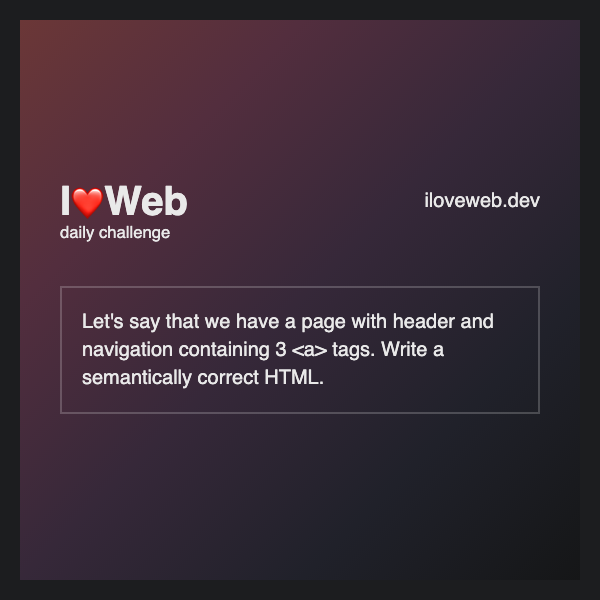 I❤️Web
iloveweb.dev
daily challenge
Let's say that we have a page with header and
navigation containing 3 <a> tags. Write a
semantically correct HTML.